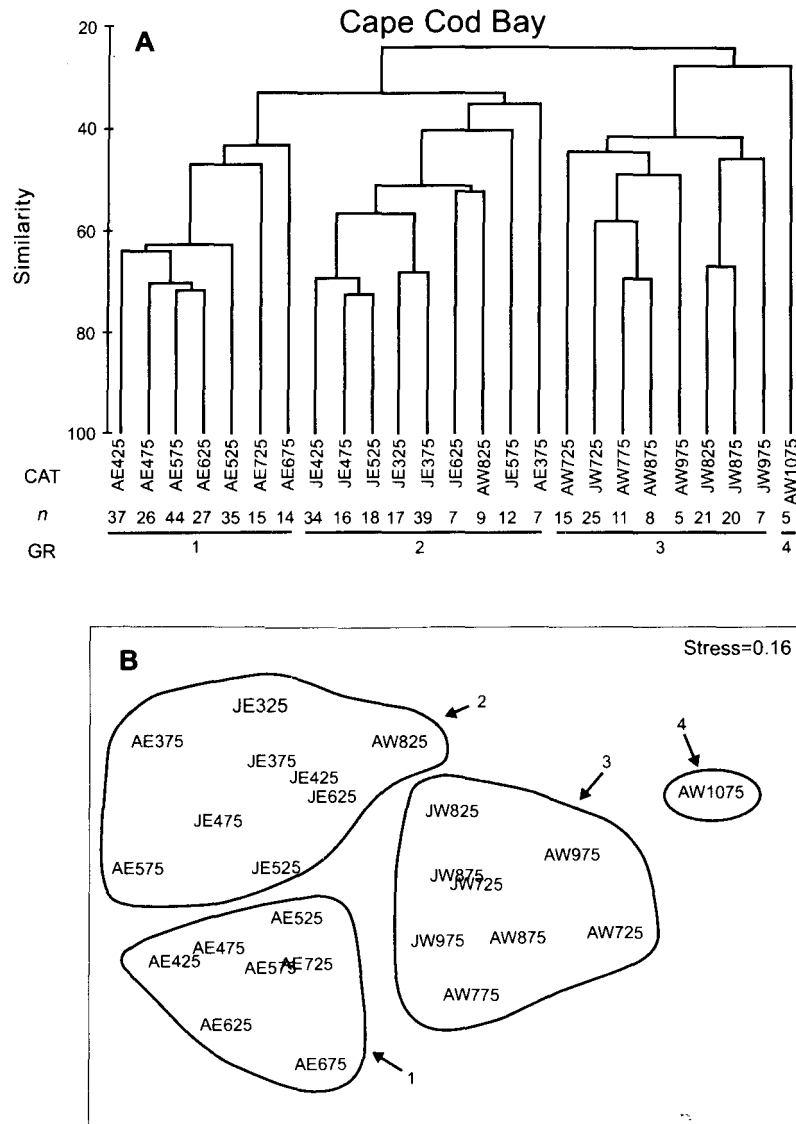 Cape Cod Bay
A
20
40
60
80
100
Similarity
CAT AE425 AE475 AE575 AE625 AE525 AE725 AE675 JE425 JE475 JE525 JE325 JE375 JE625 AW825 JE575 AE375 AW725 JW725 AW775 AW875 AW975 JW825 JW875 JW975 AW1075
n 37 26 44 27 35 15 14 34 16 18 17 39 7 9 12 7 15 25 11 8 5 21 20 7 5
GR 1 2 3 4
B
Stress=0.16
2
JE325
4
AE375 AW825
3
JE375
JE425
JE625
AW1075
JW825
JE475
AW975
AE575 JE525
JW875
JW725
AE525
AE475
AE425
AE575 AE725
JW975 AW875 AW725
AW775
AE625
AE675
1